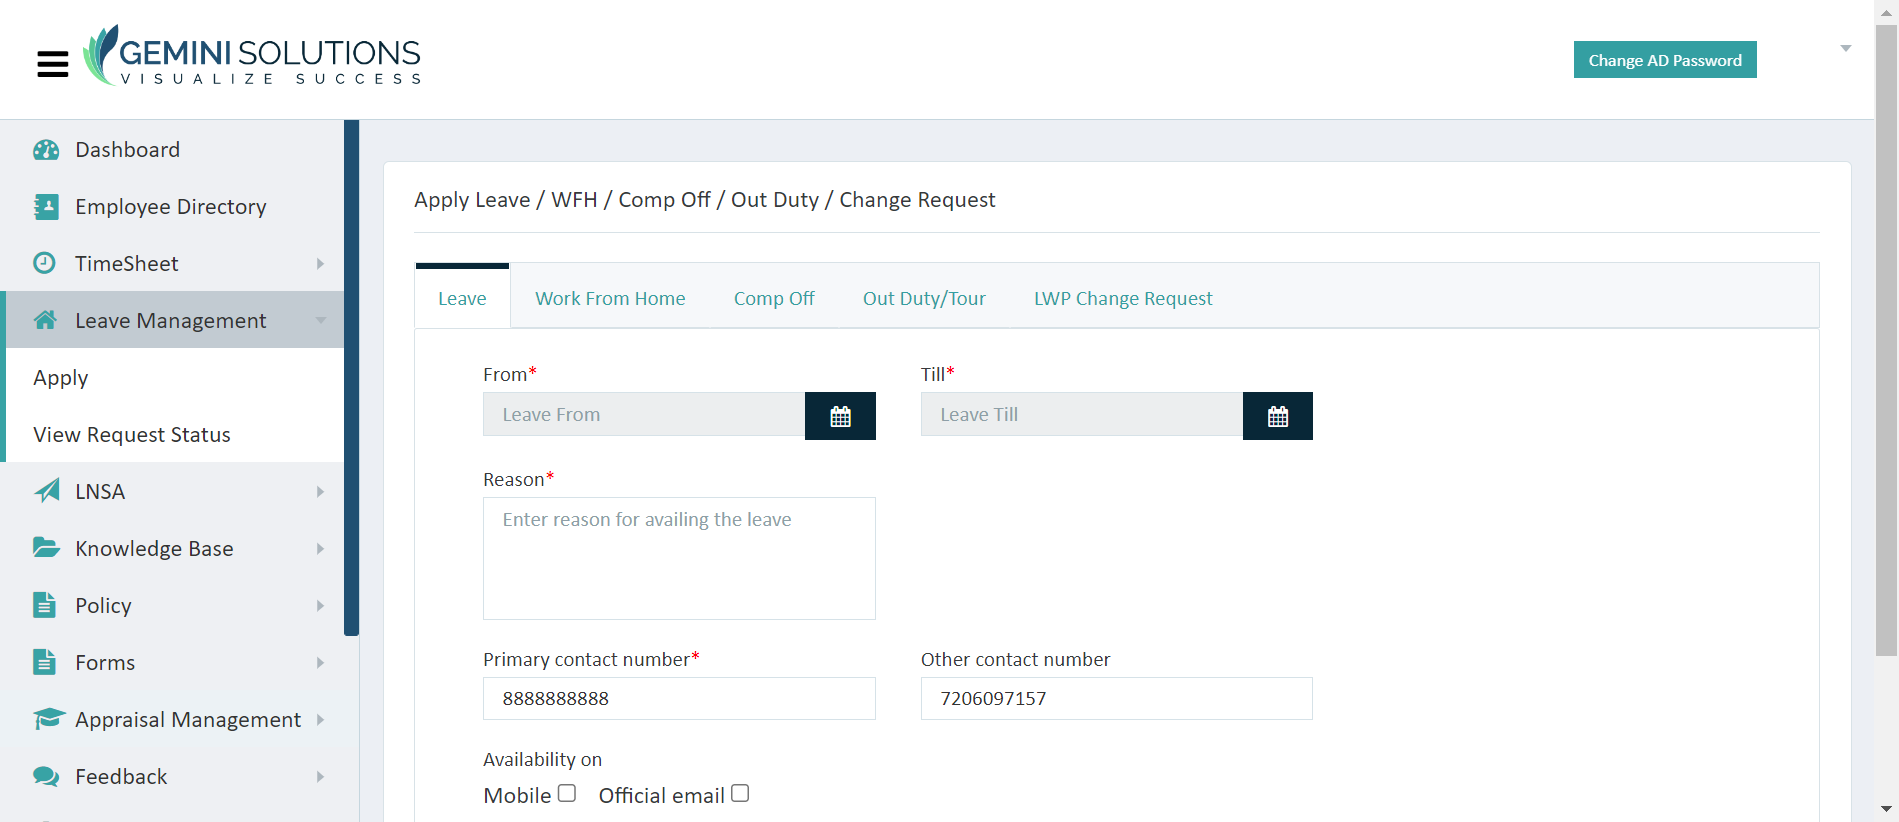 GEMINI SOLUTIONS
VISUALIZE SUCCESS
Change AD Password
Dashboard
Employee Directory
TimeSheet
Leave Management
Apply
View Request Status
LNSA
Knowledge Base
Policy
Forms
Appraisal Management
Feedback
Apply Leave / WFH / Comp Off / Out Duty / Change Request
Leave Work From Home Comp Off Out Duty/Tour LWP Change Request
From* Till*
Leave From Leave Till
Reason*
Enter reason for availing the leave
Primary contact number* Other contact number
8888888888 7206097157
Availability on
Mobile Official email